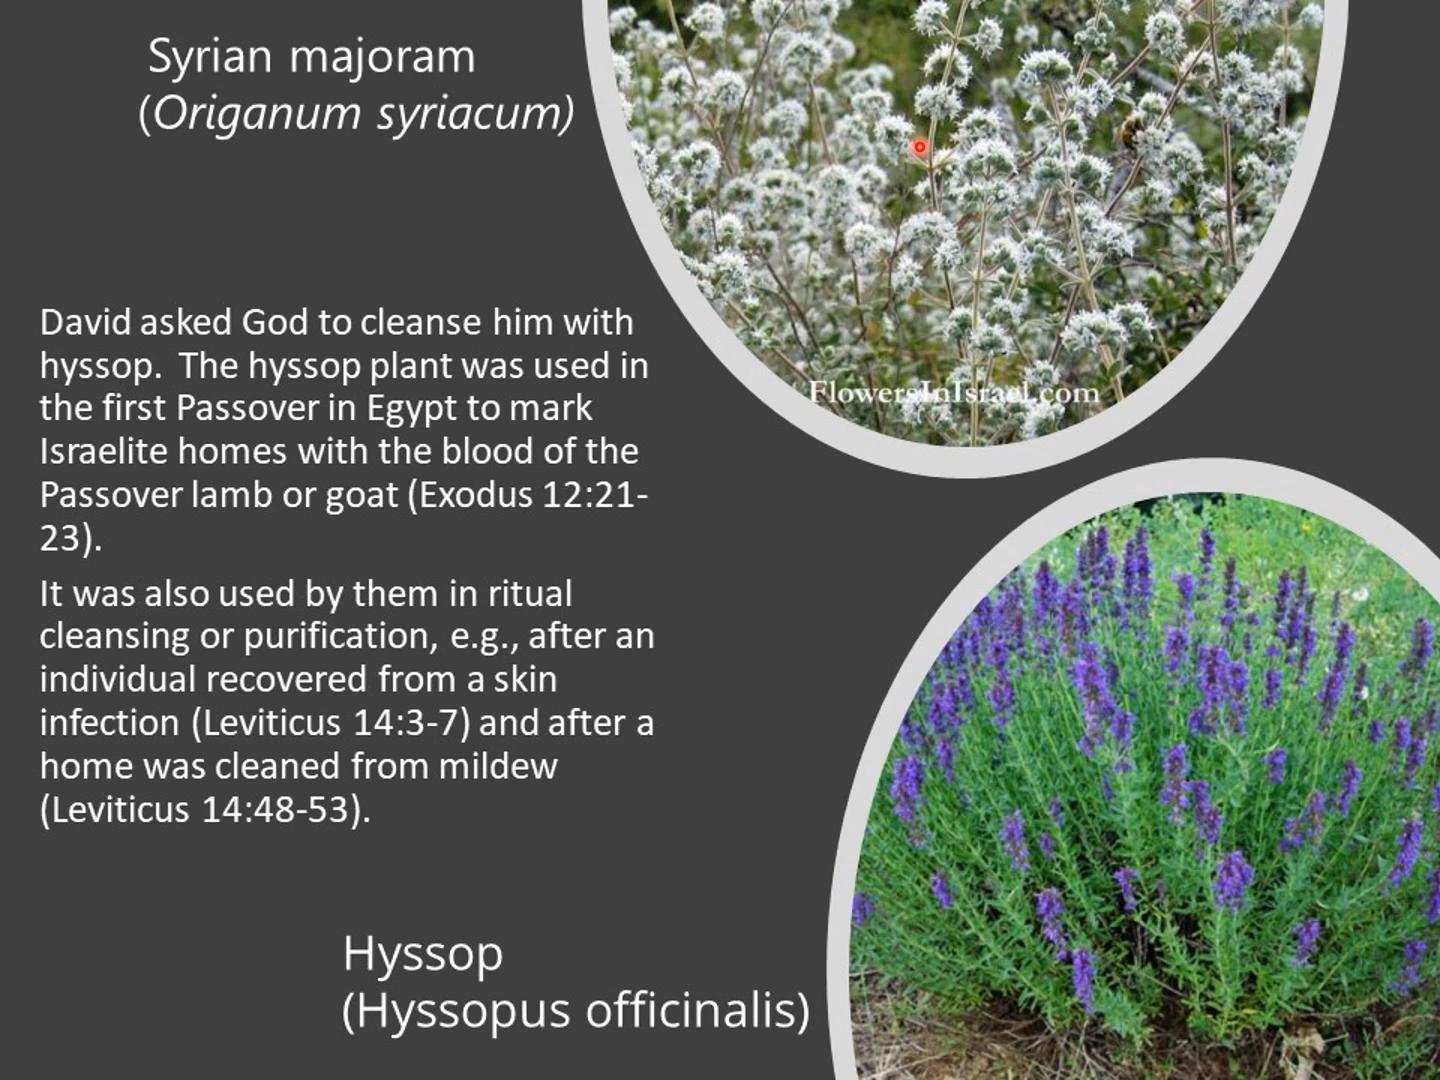 Syrian majoram
(Origanum syriacum)
FlowersInIsrael.com
David asked God to cleanse him with
hyssop. The hyssop plant was used in
the first Passover in Egypt to mark
Israelite homes with the blood of the
Passover lamb or goat (Exodus 12:21-
23).
It was also used by them in ritual
cleansing or purification, e.g., after an
individual recovered from a skin
infection (Leviticus 14:3-7) and after a
home was cleaned from mildew
(Leviticus 14:48-53).
Hyssop
(Hyssopus officinalis)